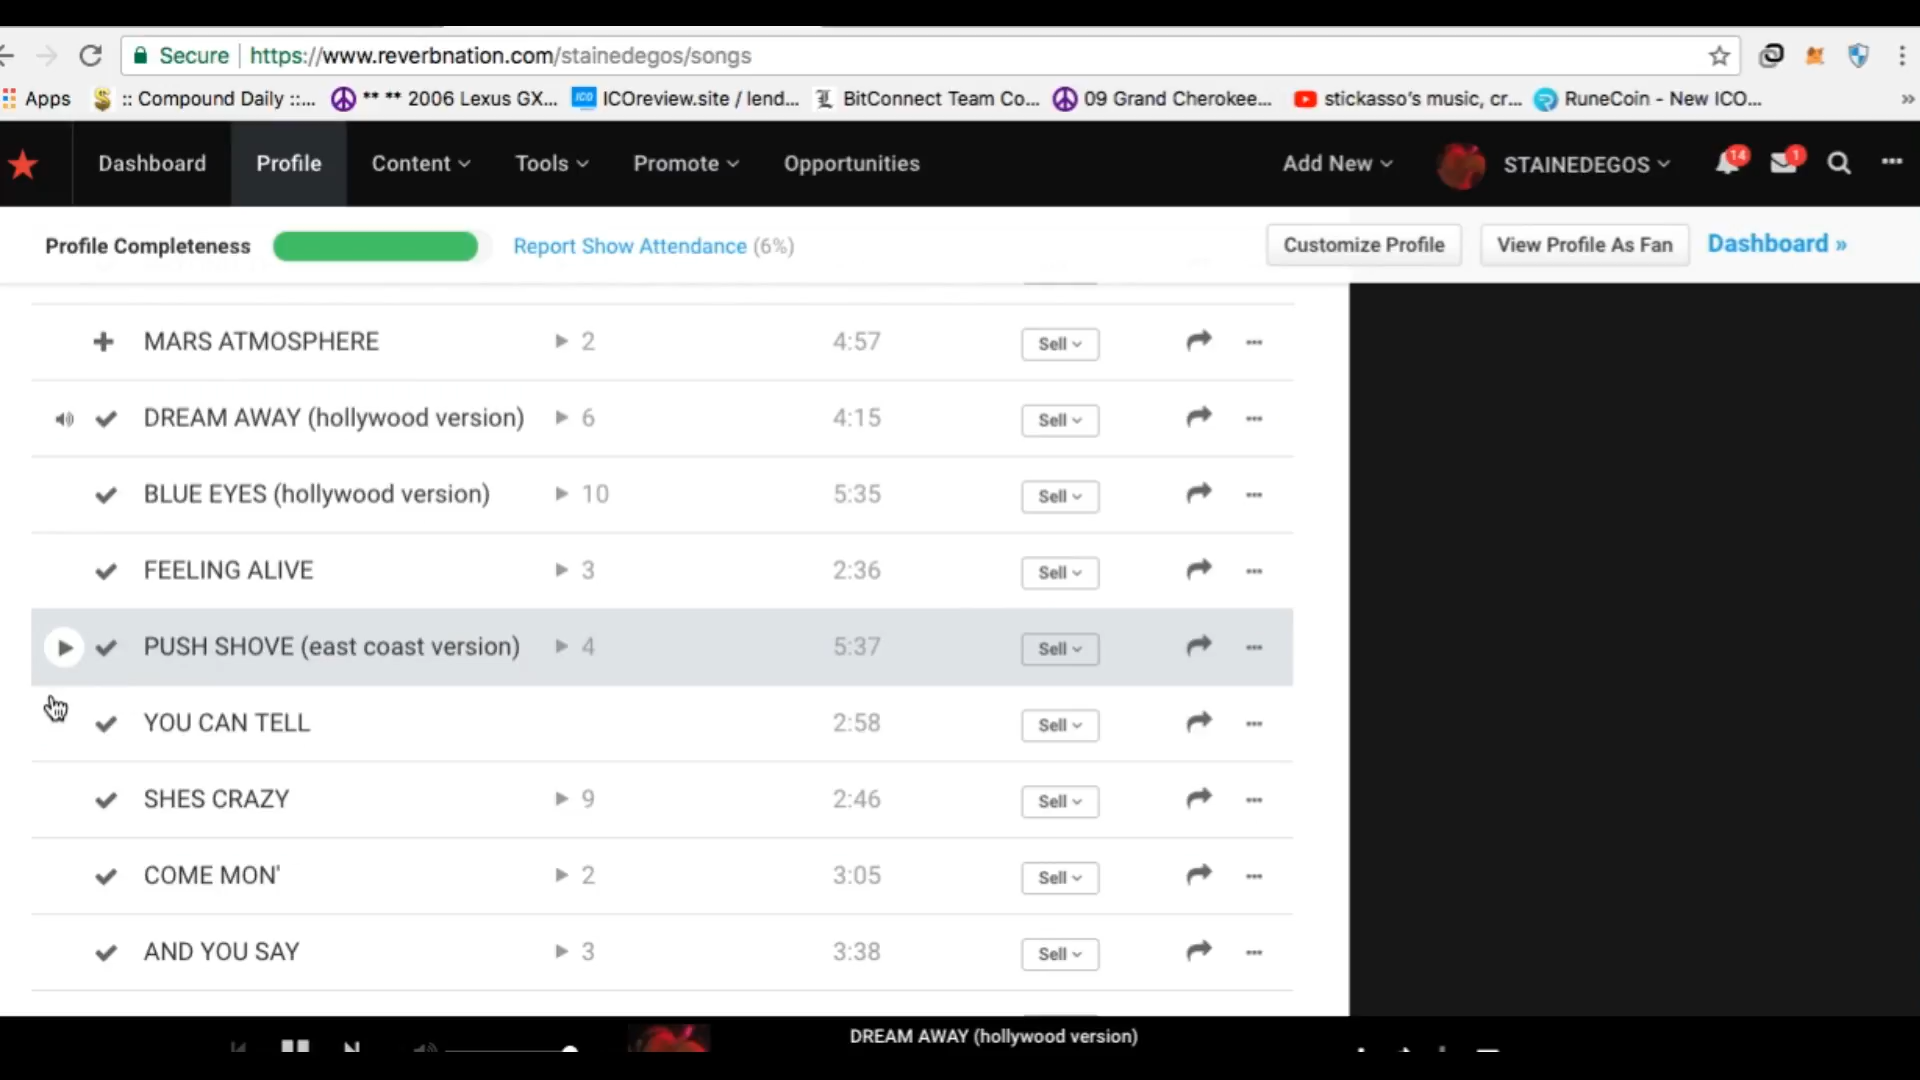 Secure https://www.reverbnation.com/stainedegos/songs
Apps :: Compound Daily ::... ** ** 2006 Lexus GX... ICO ICOreview.site / lend... BitConnect Team Co... 09 Grand Cherokee... stickasso's music, cr... RuneCoin - New ICO... »
Dashboard Profile Content Tools Promote Opportunities Add New STAINEDEGOS 14 1
Profile Completeness Report Show Attendance (6%) Customize Profile View Profile As Fan Dashboard »
MARS ATMOSPHERE 2 4:57 Sell
DREAM AWAY (hollywood version) 6 4:15 Sell
BLUE EYES (hollywood version) 10 5:35 Sell
FEELING ALIVE 3 2:36 Sell
PUSH SHOVE (east coast version) 4 5:37 Sell
YOU CAN TELL 2:58 Sell
SHES CRAZY 9 2:46 Sell
COME MON' 2 3:05 Sell
AND YOU SAY 3 3:38 Sell
DREAM AWAY (hollywood version)